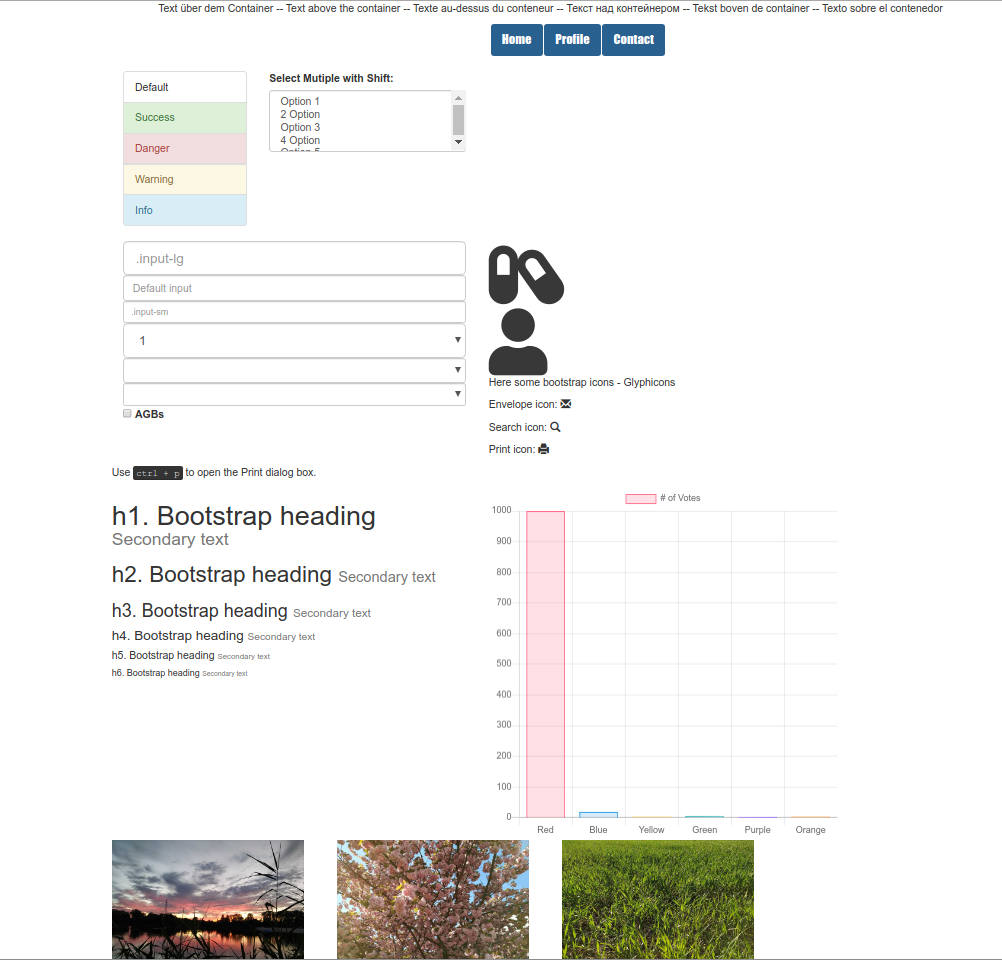 Text über dem Container -- Text above the container -- Texte au-dessus du conteneur -- Текст над контейнером -- Tekst boven de container -- Texto sobre el contenedor
Home Profile Contact
Default
Success
Danger
Warning
Info
Select Mutiple with Shift:
Option 1
2 Option
Option 3
4 Option
Option 5
.input-lg
Default input
.input-sm
1
AGBs
Here some bootstrap icons - Glyphicons
Envelope icon:
Search icon:
Print icon:
Use ctrl + p to open the Print dialog box.
h1. Bootstrap heading
Secondary text
h2. Bootstrap heading Secondary text
h3. Bootstrap heading Secondary text
h4. Bootstrap heading Secondary text
h5. Bootstrap heading Secondary text
h6. Bootstrap heading Secondary text
# of Votes
1000
900
800
700
600
500
400
300
200
100
0
Red Blue Yellow Green Purple Orange